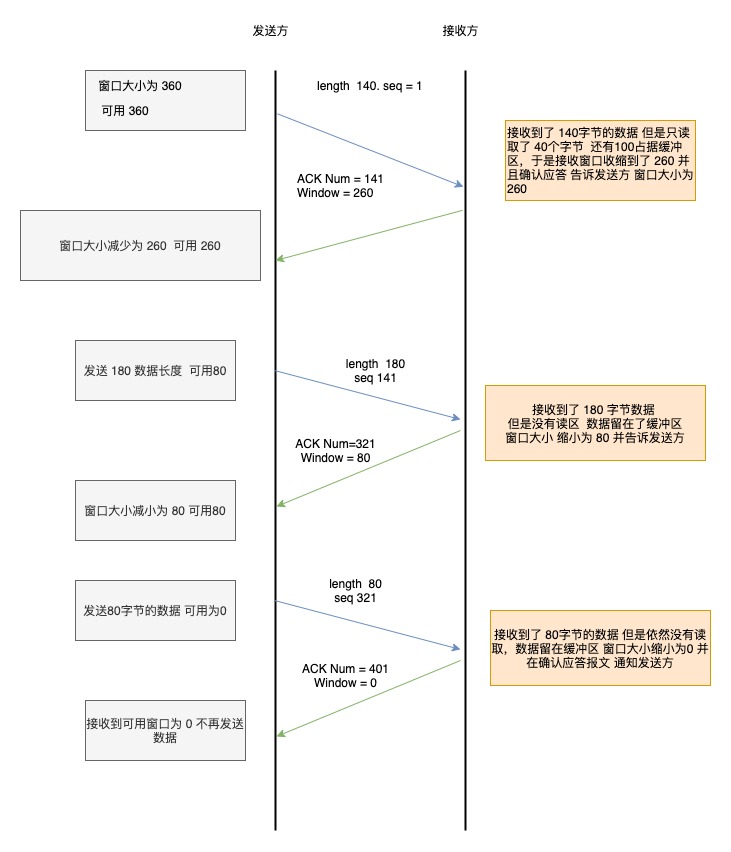 发送方
接收方
窗口大小为 360
可用 360
length 140. seq = 1
接收到了 140字节的数据 但是只读
取了 40个字节 还有100占据缓冲
区，于是接收窗口收缩到了 260 并
且确认应答 告诉发送方 窗口大小为
260
ACK Num = 141
Window = 260
窗口大小减少为 260 可用 260
发送 180 数据长度 可用80
length 180
seq 141
接收到了 180 字节数据
但是没有读区 数据留在了缓冲区
窗口大小 缩小为 80 并告诉发送方
ACK Num=321
Window = 80
窗口大小减小为 80 可用80
发送80字节的数据 可用为0
length 80
seq 321
接收到了 80字节的数据 但是依然没有读
取，数据留在缓冲区 窗口大小缩小为0 并
在确认应答报文 通知发送方
ACK Num = 401
Window = 0
接收到可用窗口为 0 不再发送
数据